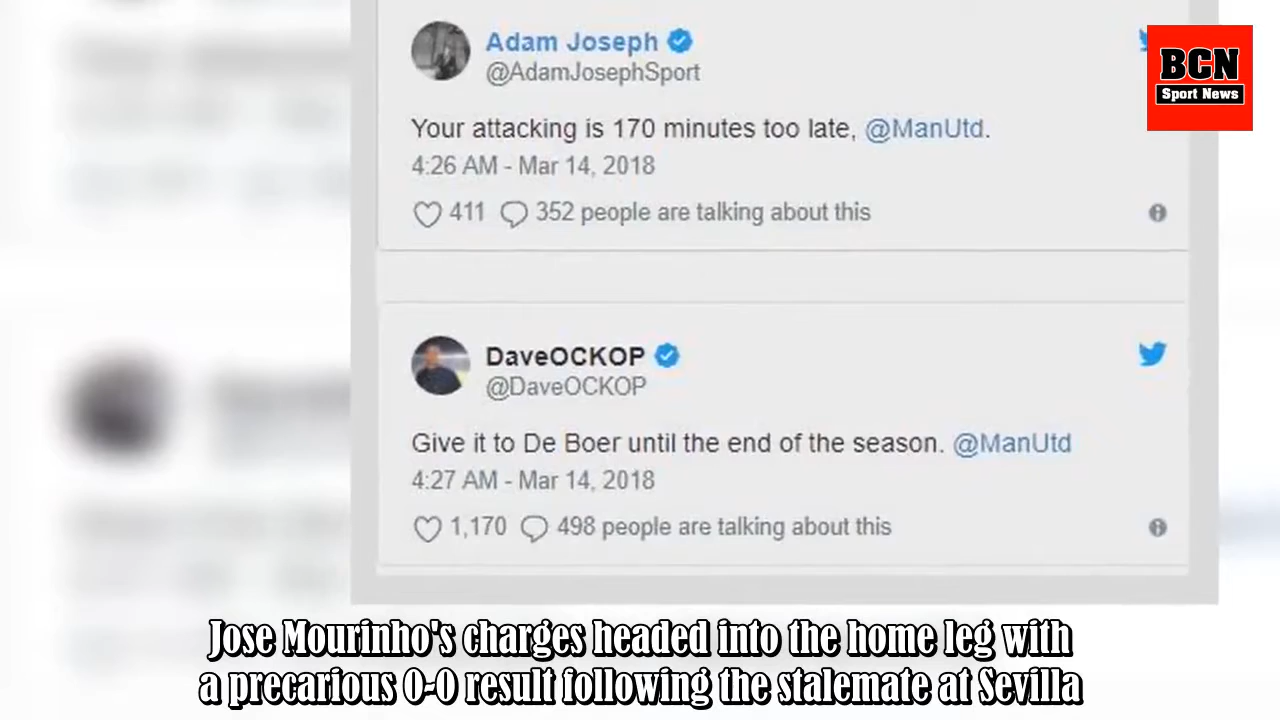 Adam Joseph
@AdamJosephSport
BCN
Sport News
Your attacking is 170 minutes too late, @ManUtd.
4:26 AM - Mar 14, 2018
411 352 people are talking about this
DaveOCKOP
@DaveOCKOP
Give it to De Boer until the end of the season. @ManUtd
4:27 AM - Mar 14, 2018
1,170 498 people are talking about this
Jose Mourinho's charges headed into the home leg with
a precarious 0-0 result following the stalemate at Sevilla